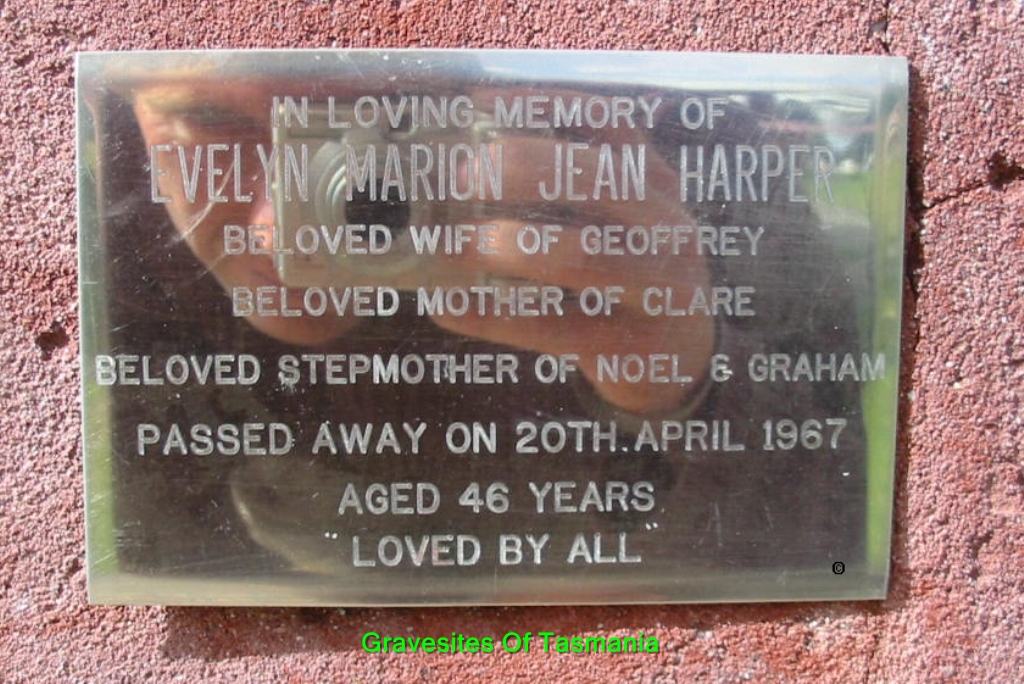 IN LOVING MEMORY OF
EVELYN MARION JEAN HARPER
BELOVED WIFE OF GEOFFREY
BELOVED MOTHER OF CLARE
BELOVED STEPMOTHER OF NOEL & GRAHAM
PASSED AWAY ON 20TH. APRIL 1967
AGED 46 YEARS
"LOVED BY ALL"
©
Gravesites Of Tasmania